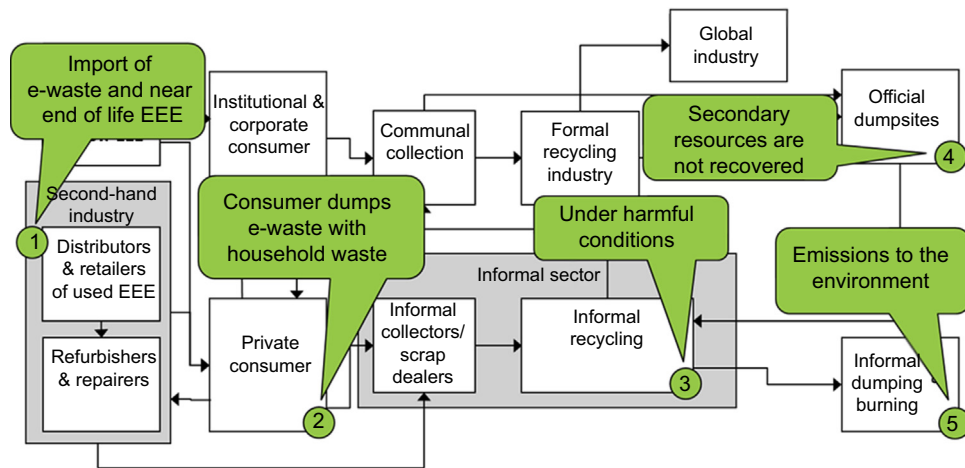 Import of
e-waste and near
end of life EEE
Institutional &
corporate
consumer
Communal
collection
Formal
recycling
industry
Global
industry
Official
dumpsites
Secondary
resources are
not recovered
4
Second-hand
industry
1
Distributors
& retailers
of used EEE
Refurbishers
& repairers
Consumer dumps
e-waste with
household waste
Private
consumer
2
Under harmful
conditions
Informal sector
Informal
collectors/
scrap
dealers
Informal
recycling
3
Emissions to the
environment
Informal
dumping
burning
5